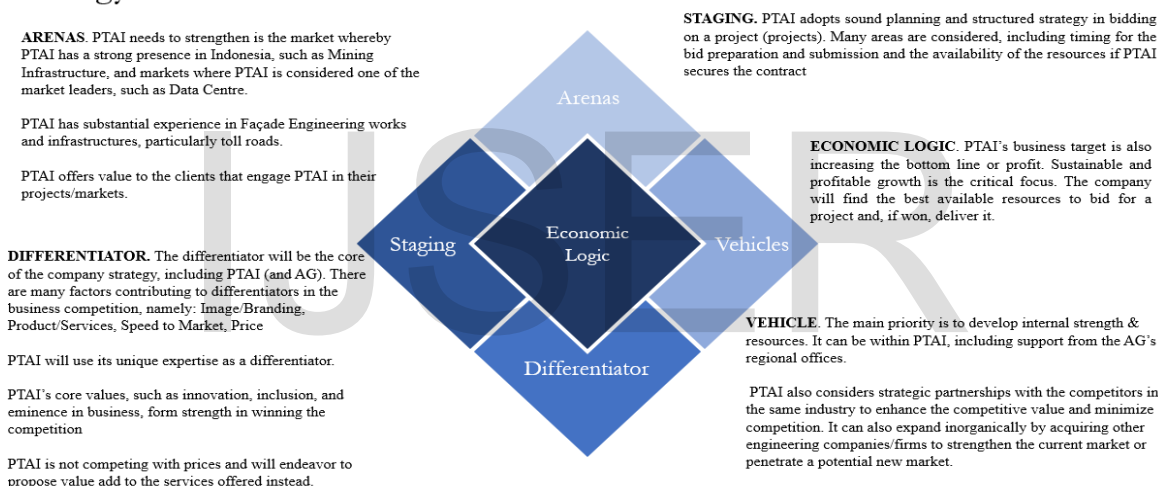 ARENAS. PTAI needs to strengthen is the market whereby
PTAI has a strong presence in Indonesia, such as Mining
Infrastructure, and markets where PTAI is considered one of the
market leaders, such as Data Centre.
PTAI has substantial experience in Façade Engineering works
and infrastructures, particularly toll roads.
PTAI offers value to the clients that engage PTAI in their
projects/markets.
DIFFERENTIATOR. The differentiator will be the core
of the company strategy, including PTAI (and AG). There
are many factors contributing to differentiators in the
business competition, namely: Image/Branding,
Product/Services, Speed to Market, Price
PTAI will use its unique expertise as a differentiator.
PTAI's core values, such as innovation, inclusion, and
eminence in business, form strength in winning the
competition
PTAI is not competing with prices and will endeavor to
propose value add to the services offered instead.
Arenas
Staging
Economic
Logic
Vehicles
Differentiator
STAGING. PTAI adopts sound planning and structured strategy in bidding
on a project (projects). Many areas are considered, including timing for the
bid preparation and submission and the availability of the resources if PTAI
secures the contract
ECONOMIC LOGIC. PTAI's business target is also
increasing the bottom line or profit. Sustainable and
profitable growth is the critical focus. The company
will find the best available resources to bid for a
project and, if won, deliver it.
VEHICLE. The main priority is to develop internal strength &
resources. It can be within PTAI, including support from the AG's
regional offices.
PTAI also considers strategic partnerships with the competitors in
the same industry to enhance the competitive value and minimize
competition. It can also expand inorganically by acquiring other
engineering companies/firms to strengthen the current market or
penetrate a potential new market.
IJSER